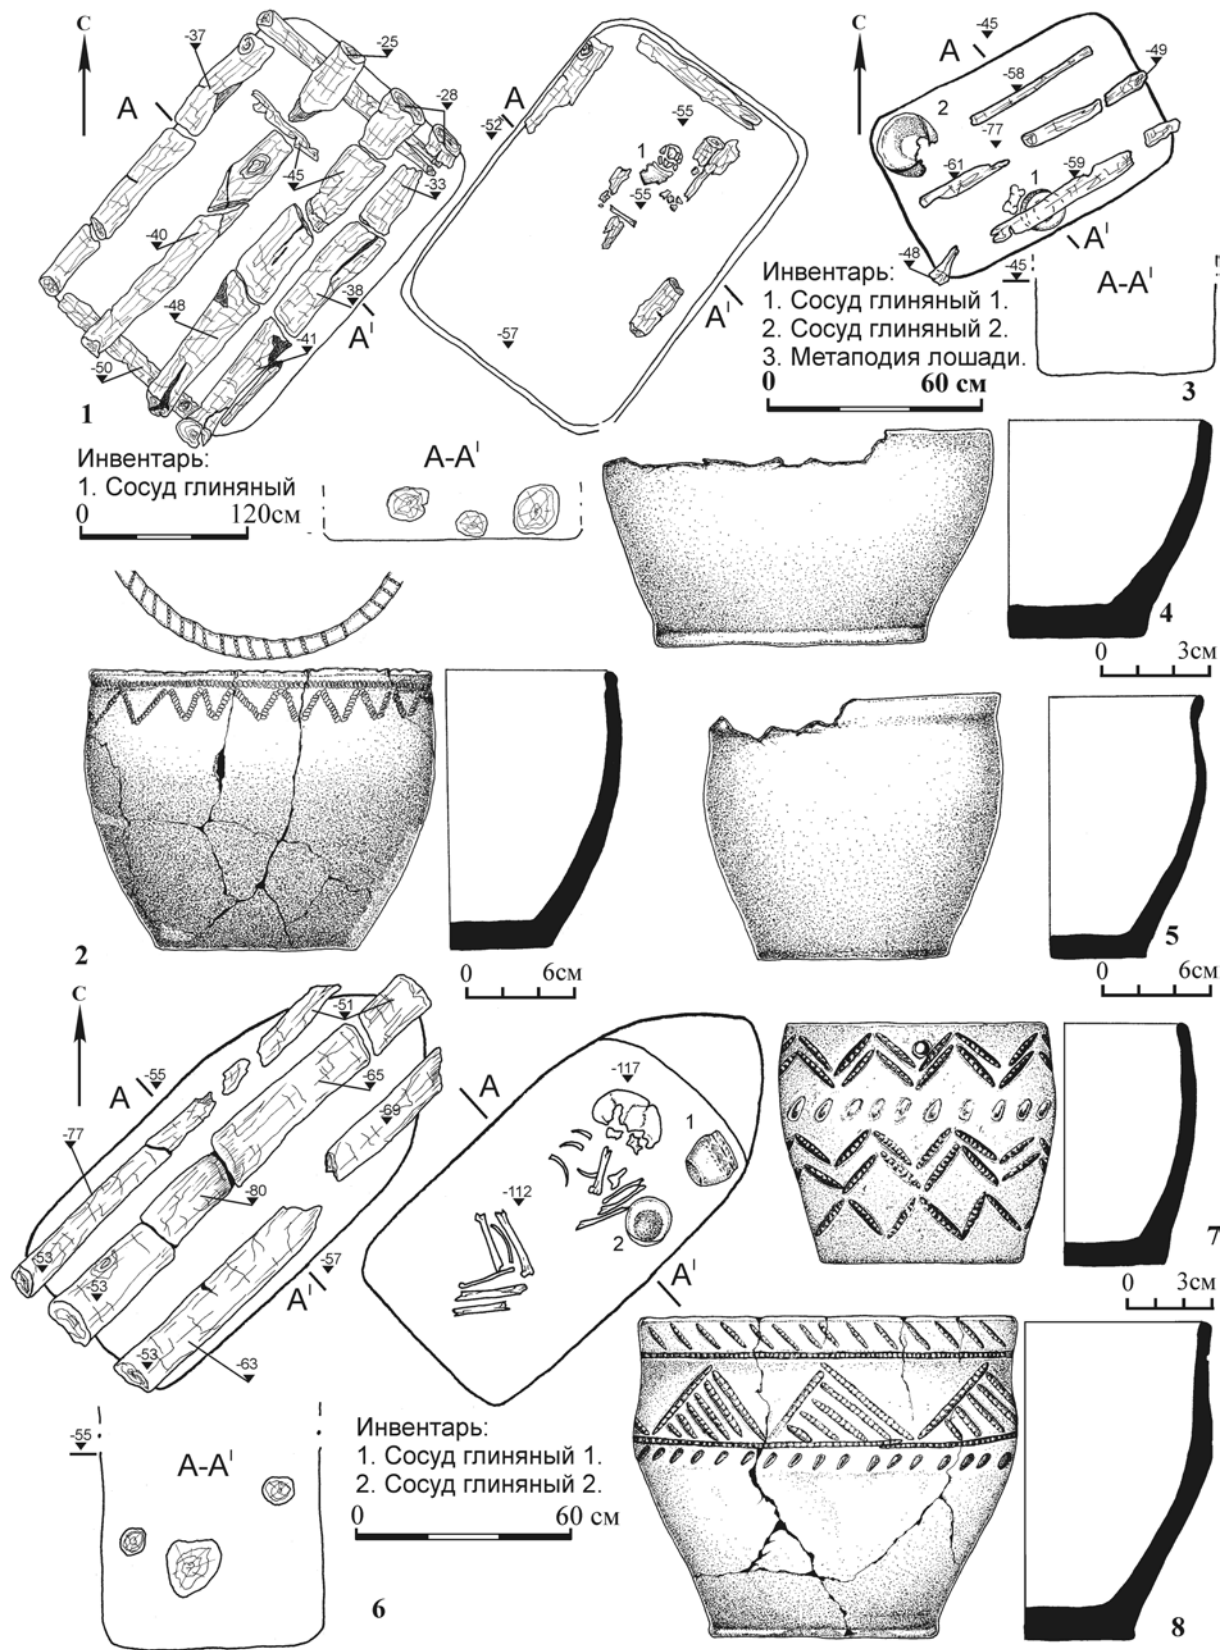 С
-37
-25
А
-28
-45
-33
-40
-38
А'
-48
-41
-50
1
-52
А
-55
1
-55
А'
-57
Инвентарь:
1. Сосуд глиняный
0 120см
А-А'
С
-45
А
-49
-58
2
-77
-61
-59
1
А'
-48
-45
А-А'
Инвентарь:
1. Сосуд глиняный 1.
2. Сосуд глиняный 2.
3. Метаподия лошади.
0 60 см
3
4
0 3см
2
0 6см
5
0 6см
С
-51
А
-55
-65
-69
-77
-80
-53
-53
-57
А'
-53
-63
А
-117
1
-112
2
А'
7
0 3см
-55
А-А'
Инвентарь:
1. Сосуд глиняный 1.
2. Сосуд глиняный 2.
0 60 см
6
8